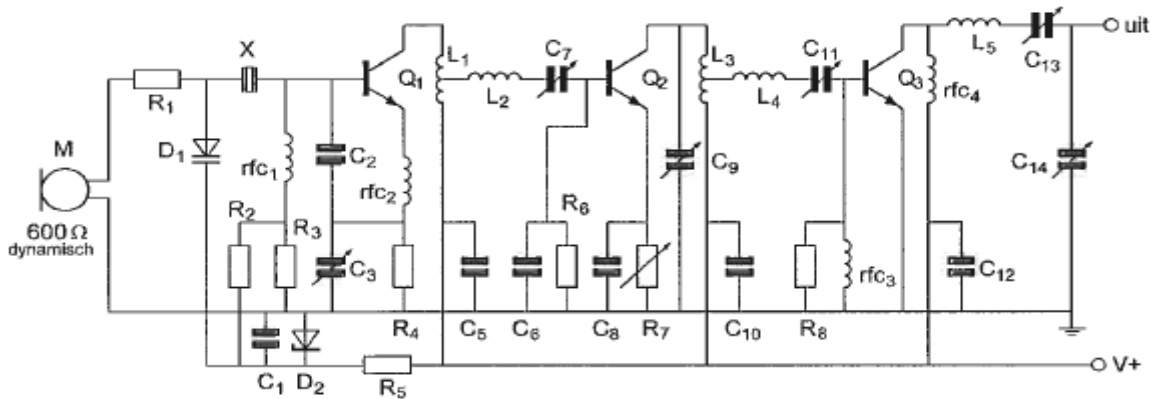 uit
X
C7
L1
L3
C11
L5
C13
R1
Q1
L2
Q2
L4
Q3
rfc4
M
D1
rfc1
C2
rfc2
C9
C14
600 Ω
dynamisch
R2
R3
C3
R6
rfc3
C12
R4
C5
C6
C8
R7
C10
R8
C1
D2
R5
V+